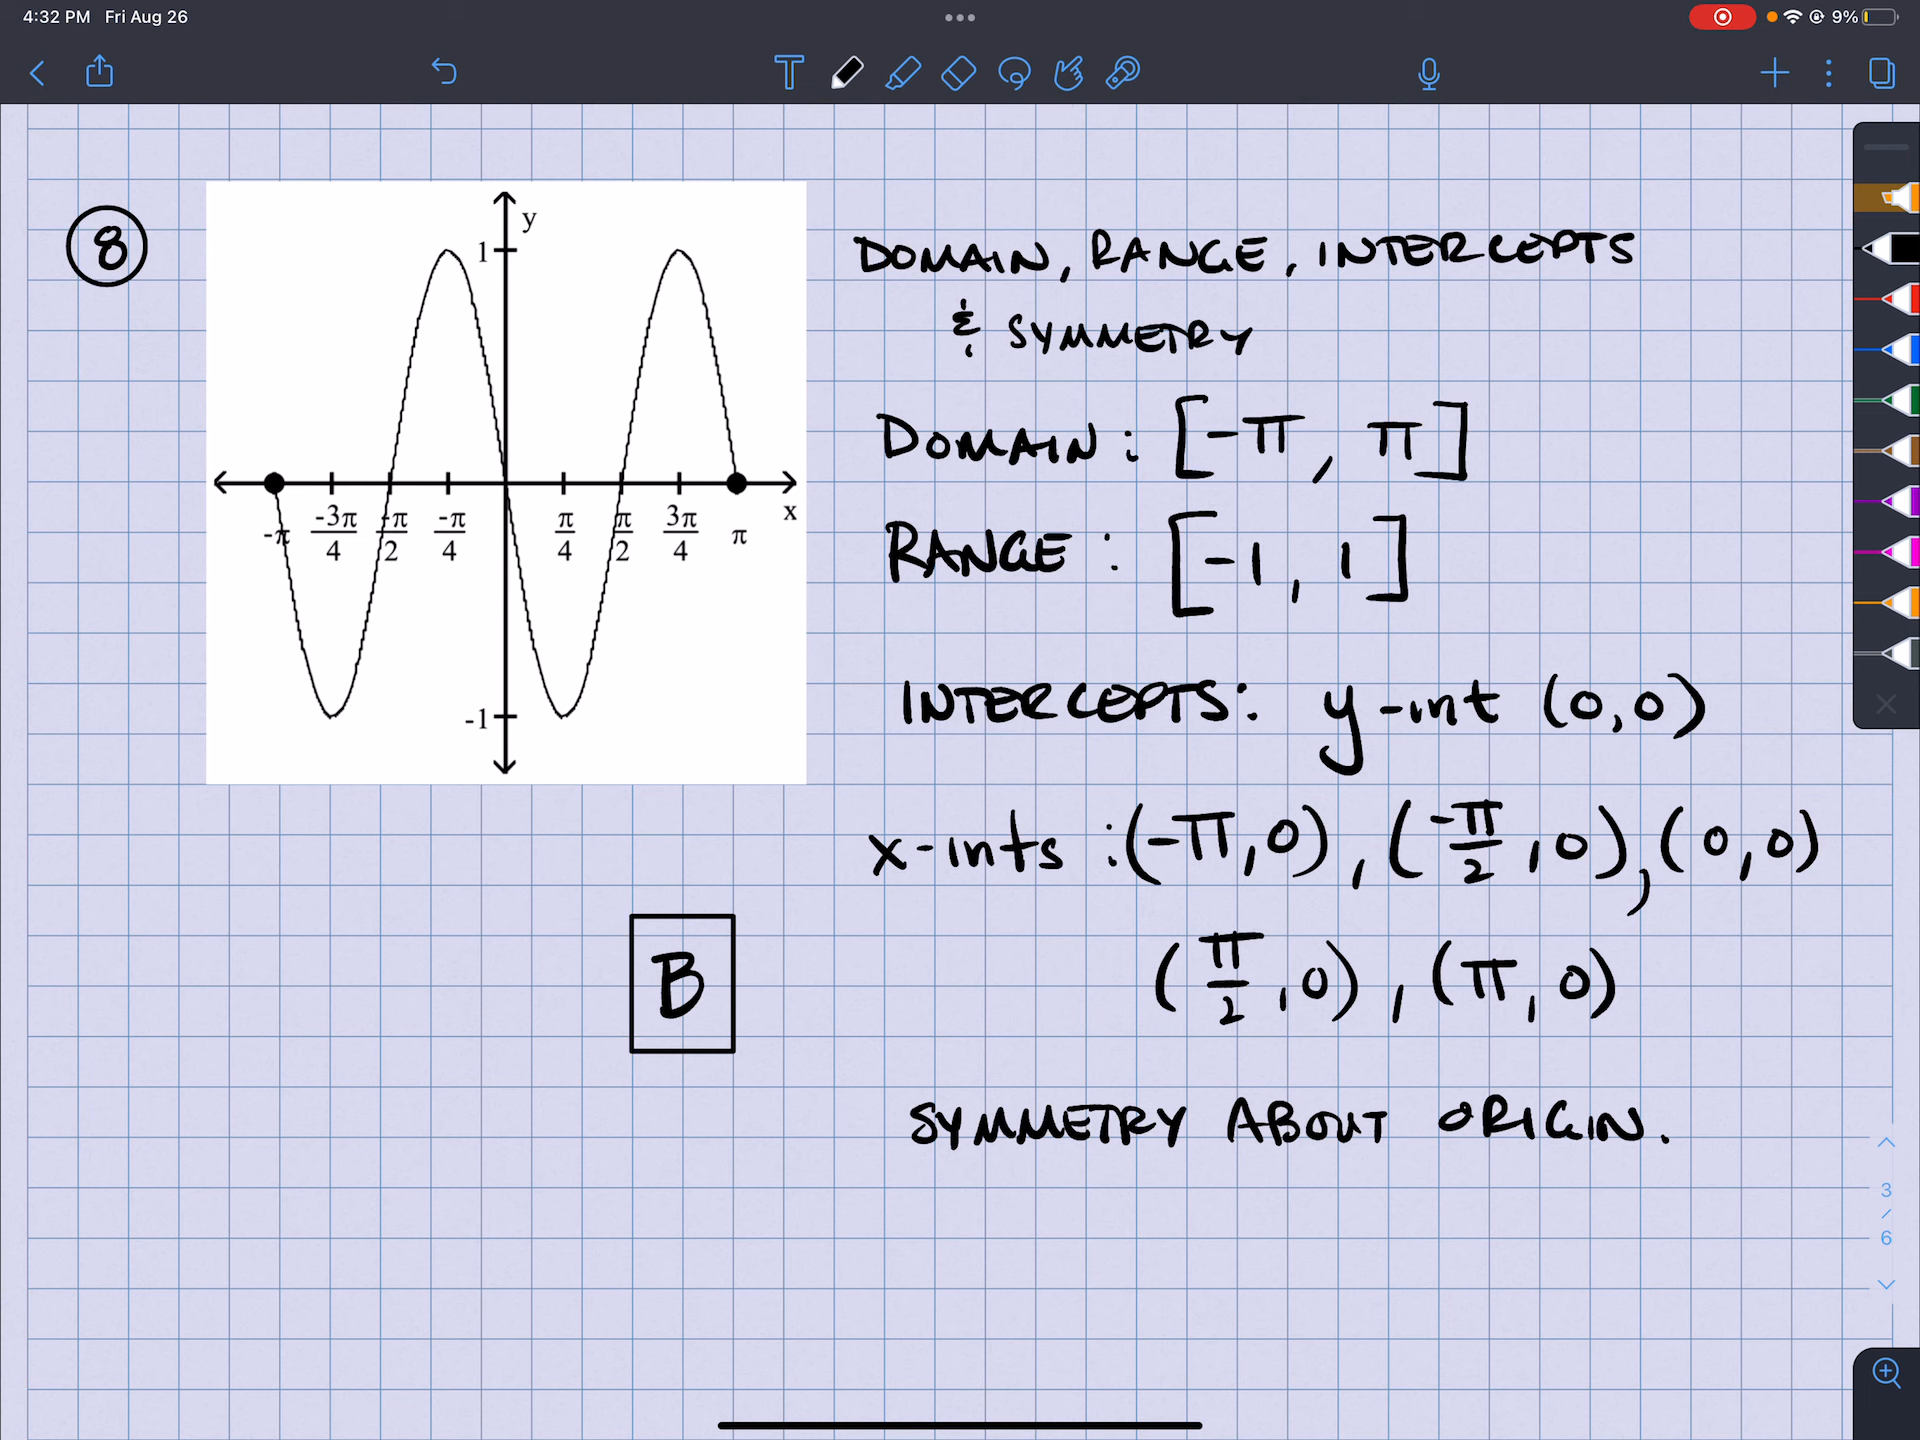 4:32 PM Fri Aug 26
9%
8
y
1
-π -3π/4 -π/2 -π/4 π/4 π/2 3π/4 π x
-1
DOMAIN, RANGE, INTERCEPTS
& SYMMETRY
DOMAIN: [-π, π]
RANGE: [-1, 1]
INTERCEPTS: y-int (0,0)
x-ints: (-π,0), (-π/2,0), (0,0)
(π/2,0), (π,0)
B
SYMMETRY ABOUT ORIGIN.
3
/
6